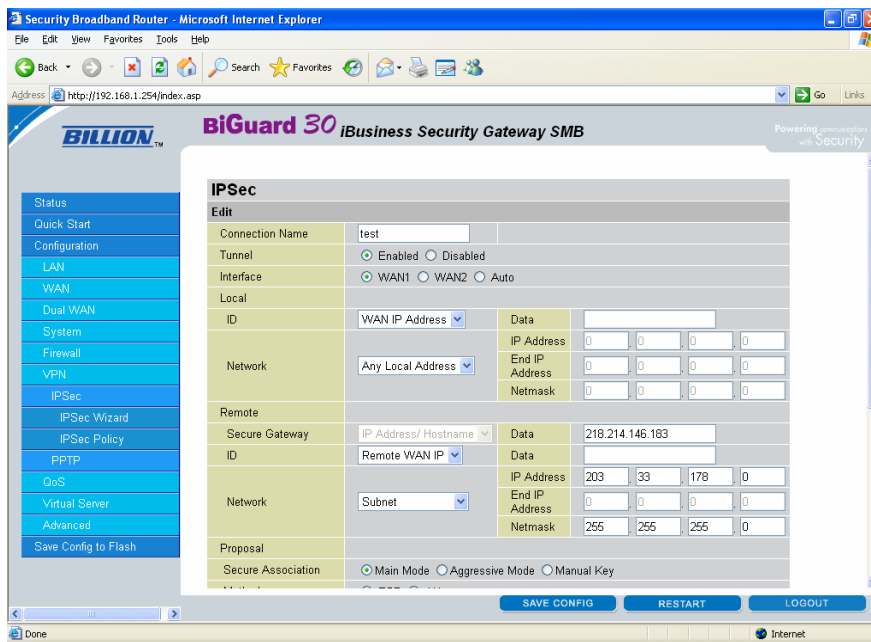 Security Broadband Router - Microsoft Internet Explorer
File Edit View Favorites Tools Help
Back Search Favorites
Address http://192.168.1.254/index.asp Go Links
BILLION TM
BiGuard 30 iBusiness Security Gateway SMB
Powering communications
with Security
Status
Quick Start
Configuration
LAN
WAN
Dual WAN
System
Firewall
VPN
IPSec
IPSec Wizard
IPSec Policy
PPTP
QoS
Virtual Server
Advanced
Save Config to Flash
IPSec
Edit
Connection Name test
Tunnel Enabled Disabled
Interface WAN1 WAN2 Auto
Local
ID WAN IP Address Data
Network Any Local Address
IP Address 0 . 0 . 0 . 0
End IP Address 0 . 0 . 0 . 0
Netmask 0 . 0 . 0 . 0
Remote
Secure Gateway IP Address/ Hostname Data 218.214.146.183
ID Remote WAN IP Data
Network Subnet
IP Address 203 . 33 . 178 . 0
End IP Address 0 . 0 . 0 . 0
Netmask 255 . 255 . 255 . 0
Proposal
Secure Association Main Mode Aggressive Mode Manual Key
SAVE CONFIG RESTART LOGOUT
Done Internet